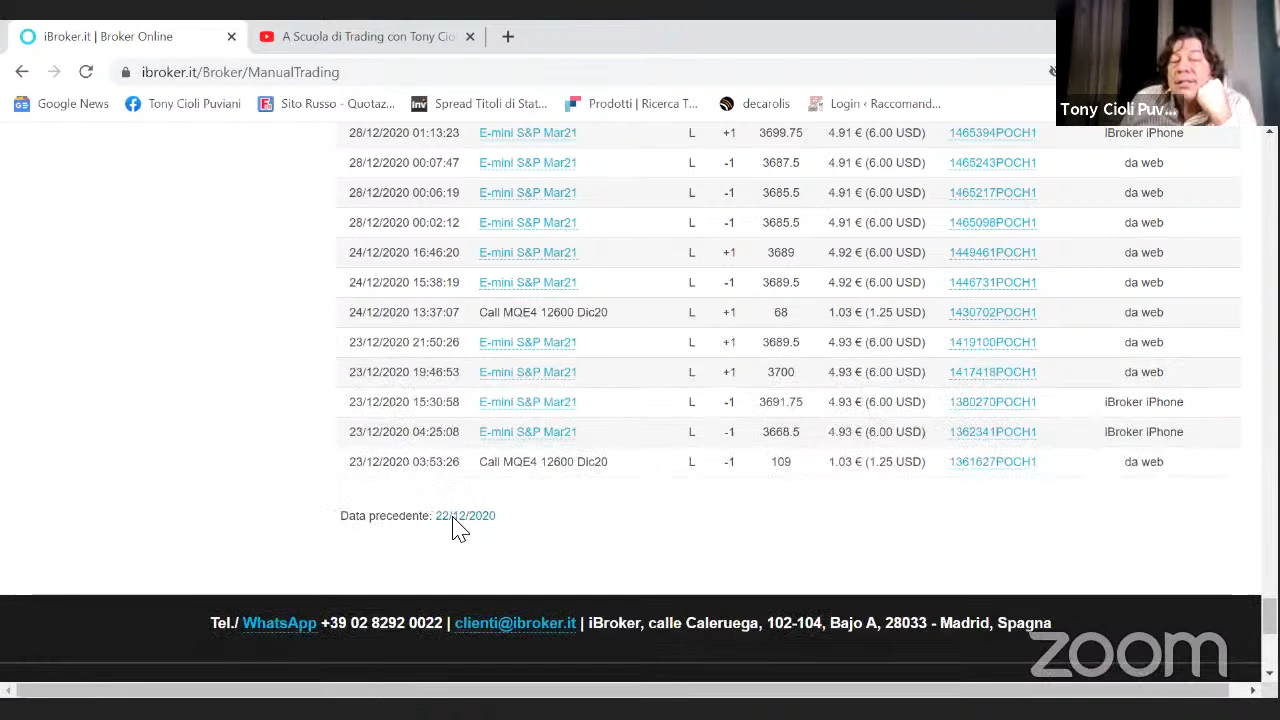 iBroker.it | Broker Online
A Scuola di Trading con Tony Cio
ibroker.it/Broker/ManualTrading
Google News
Tony Cioli Puviani
Sito Russo - Quotaz...
Spread Titoli di Stat...
Prodotti | Ricerca T...
decarolis
Login ‹ Raccomand...
Tony Cioli Puv...
28/12/2020 01:13:23 E-mini S&P Mar21 L +1 3699.75 4.91 € (6.00 USD) 1465394POCH1 iBroker iPhone
28/12/2020 00:07:47 E-mini S&P Mar21 L -1 3687.5 4.91 € (6.00 USD) 1465243POCH1 da web
28/12/2020 00:06:19 E-mini S&P Mar21 L -1 3685.5 4.91 € (6.00 USD) 1465217POCH1 da web
28/12/2020 00:02:12 E-mini S&P Mar21 L -1 3685.5 4.91 € (6.00 USD) 1465098POCH1 da web
24/12/2020 16:46:20 E-mini S&P Mar21 L +1 3689 4.92 € (6.00 USD) 1449461POCH1 da web
24/12/2020 15:38:19 E-mini S&P Mar21 L -1 3689.5 4.92 € (6.00 USD) 1446731POCH1 da web
24/12/2020 13:37:07 Call MQE4 12600 Dic20 L +1 68 1.03 € (1.25 USD) 1430702POCH1 da web
23/12/2020 21:50:26 E-mini S&P Mar21 L +1 3689.5 4.93 € (6.00 USD) 1419100POCH1 da web
23/12/2020 19:46:53 E-mini S&P Mar21 L +1 3700 4.93 € (6.00 USD) 1417418POCH1 da web
23/12/2020 15:30:58 E-mini S&P Mar21 L -1 3691.75 4.93 € (6.00 USD) 1380270POCH1 iBroker iPhone
23/12/2020 04:25:08 E-mini S&P Mar21 L -1 3668.5 4.93 € (6.00 USD) 1362341POCH1 iBroker iPhone
23/12/2020 03:53:26 Call MQE4 12600 Dic20 L -1 109 1.03 € (1.25 USD) 1361627POCH1 da web
Data precedente: 22/12/2020
Tel./ WhatsApp +39 02 8292 0022 | clienti@ibroker.it | iBroker, calle Caleruega, 102-104, Bajo A, 28033 - Madrid, Spagna
zoom